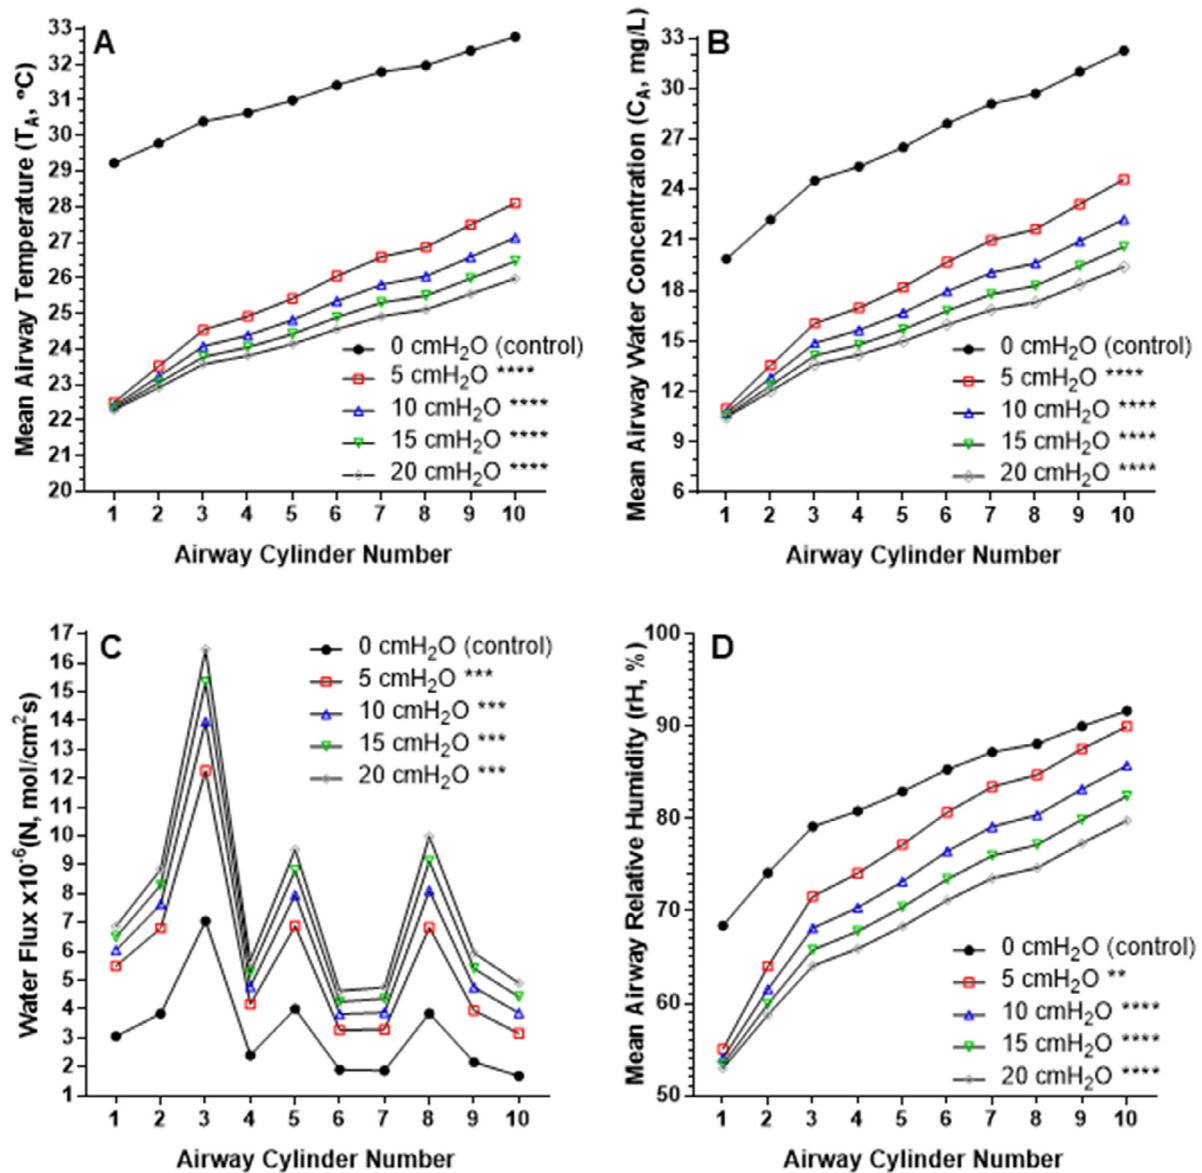 A
Mean Airway Temperature (T_A, °C)
33
32
31
30
29
28
27
26
25
24
23
22
21
20
0 cmH₂O (control)
5 cmH₂O ****
10 cmH₂O ****
15 cmH₂O ****
20 cmH₂O ****
1 2 3 4 5 6 7 8 9 10
Airway Cylinder Number
B
Mean Airway Water Concentration (C_A, mg/L)
33
30
27
24
21
18
15
12
9
6
0 cmH₂O (control)
5 cmH₂O ****
10 cmH₂O ****
15 cmH₂O ****
20 cmH₂O ****
1 2 3 4 5 6 7 8 9 10
Airway Cylinder Number
C
Water Flux x10⁻⁶(N, mol/cm²s)
17
16
15
14
13
12
11
10
9
8
7
6
5
4
3
2
1
0 cmH₂O (control)
5 cmH₂O ***
10 cmH₂O ***
15 cmH₂O ***
20 cmH₂O ***
1 2 3 4 5 6 7 8 9 10
Airway Cylinder Number
D
Mean Airway Relative Humidity (rH, %)
100
90
80
70
60
50
0 cmH₂O (control)
5 cmH₂O **
10 cmH₂O ****
15 cmH₂O ****
20 cmH₂O ****
1 2 3 4 5 6 7 8 9 10
Airway Cylinder Number